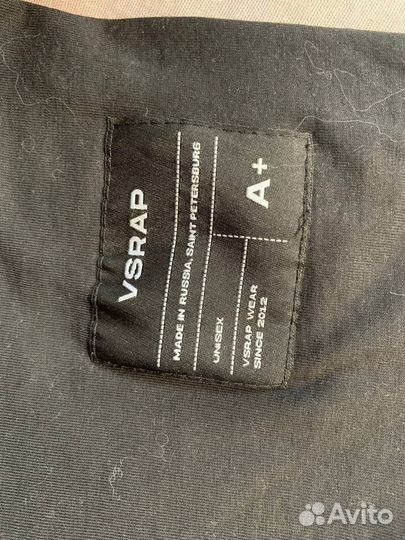 VSRAP
MADE IN RUSSIA, SAINT PETERSBURG
UNISEX
A+
VSRAP WEAR
SINCE 2012
Avito